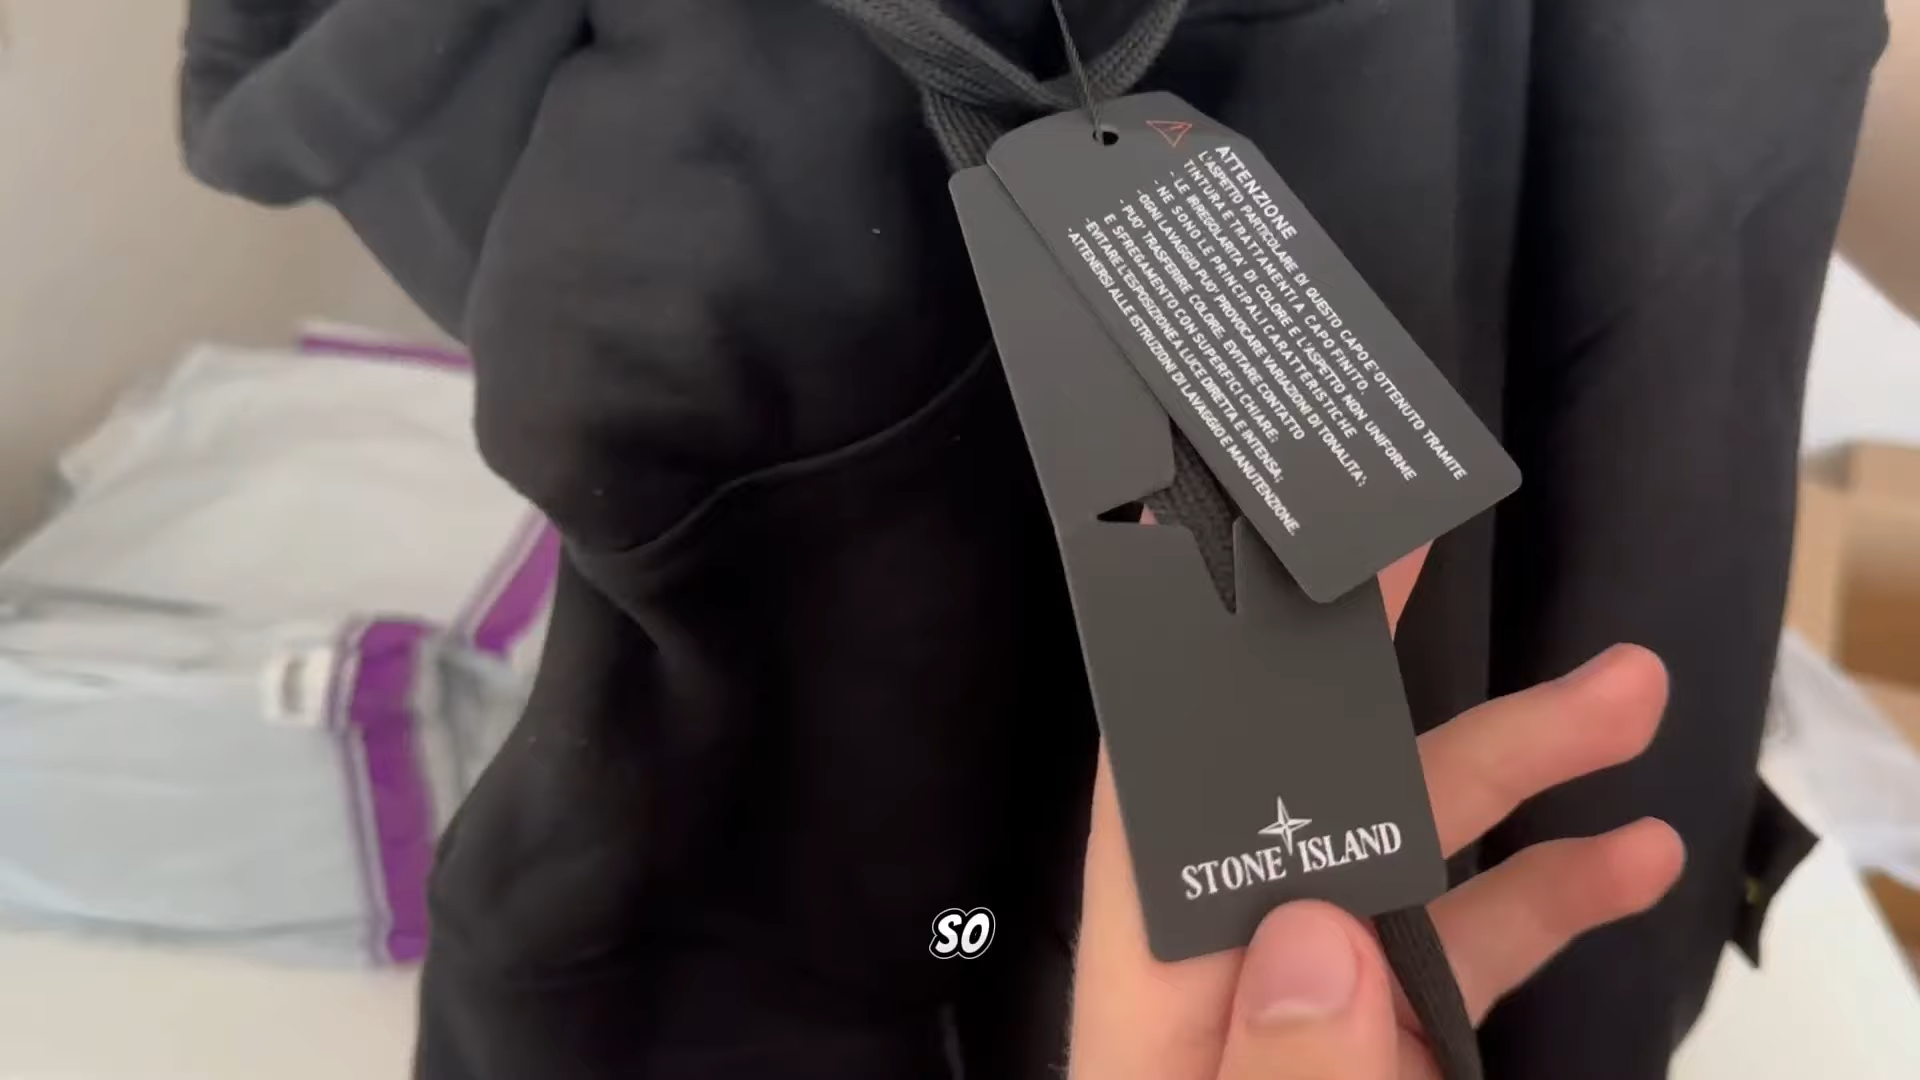 ATTENZIONE
L'ASPETTO PARTICOLARE DI QUESTO CAPO E' OTTENUTO TRAMITE
TINTURA E TRATTAMENTI A CAPO FINITO.
- LE IRREGOLARITA' DI COLORE E L'ASPETTO NON UNIFORME
- NE SONO LE PRINCIPALI CARATTERISTICHE
-OGNI LAVAGGIO PUO' PROVOCARE VARIAZIONI DI TONALITA';
- PUO' TRASFERIRE COLORE. EVITARE CONTATTO
E SFREGAMENTO CON SUPERFICI CHIARE;
-EVITARE L'ESPOSIZIONE A LUCE DIRETTA E INTENSA;
-ATTENERSI ALLE ISTRUZIONI DI LAVAGGIO E MANUTENZIONE.
STONE ISLAND
SO